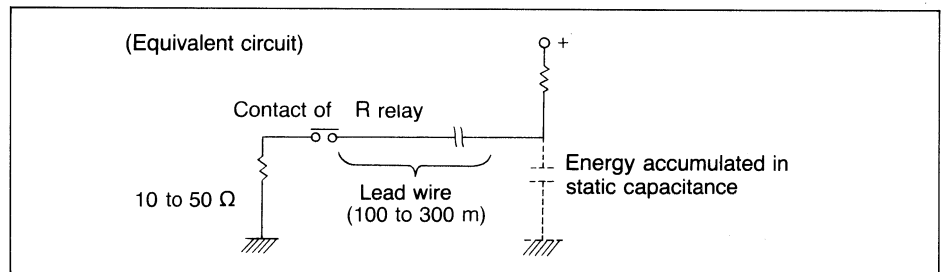 (Equivalent circuit)
+
Contact of R relay
Energy accumulated in
static capacitance
10 to 50 Ω
Lead wire
(100 to 300 m)